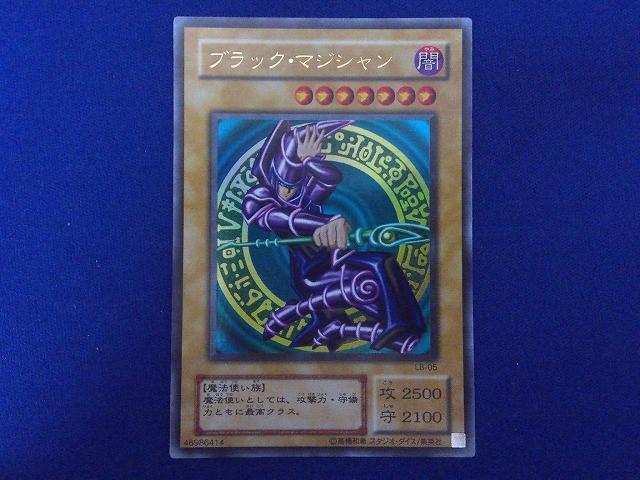 ブラック・マジシャン
闇
LB-05
【魔法使い族】
魔法使いとしては、攻撃力・守備
力ともに最高クラス。
攻 2500
守 2100
46986414
©高橋和希 スタジオ・ダイス/集英社